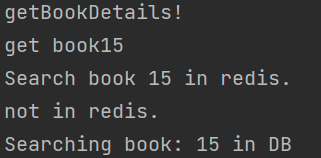 getBookDetails!
get book15
Search book 15 in redis.
not in redis.
Searching book: 15 in DB